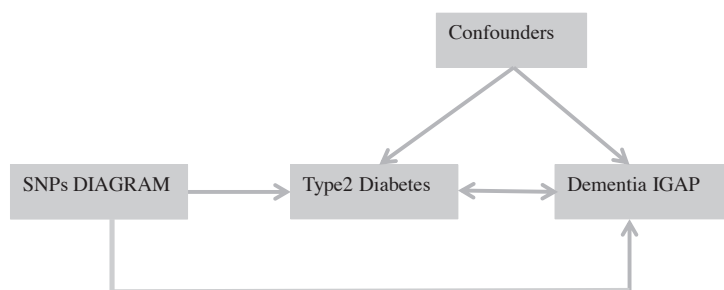 Confounders
SNPs DIAGRAM
Type2 Diabetes
Dementia IGAP